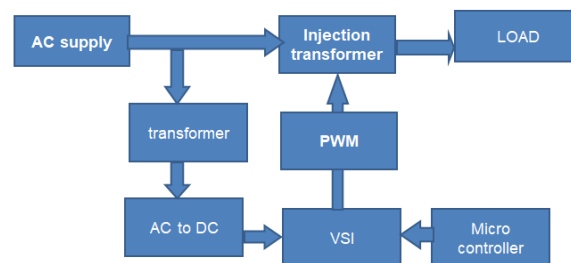 AC supply
Injection
transformer
LOAD
transformer
PWM
AC to DC
VSI
Micro
controller